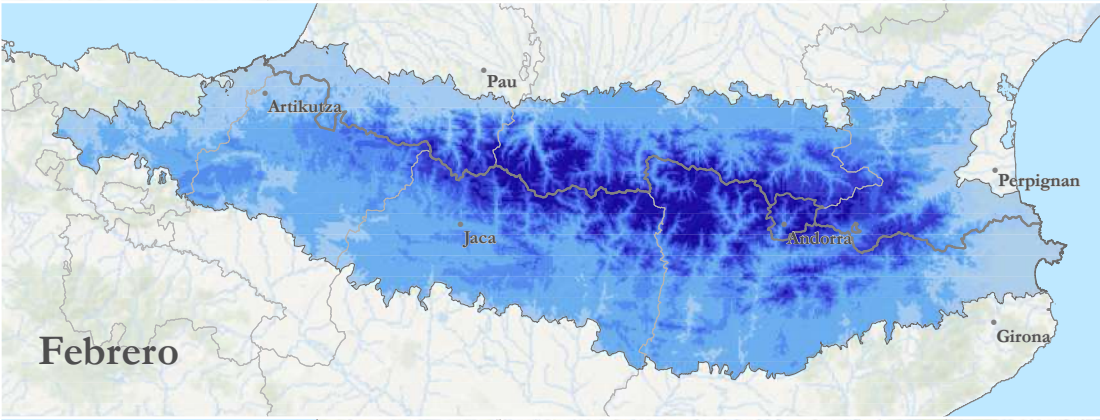 Pau
Artikutza
Perpignan
Jaca
Andorra
Girona
Febrero